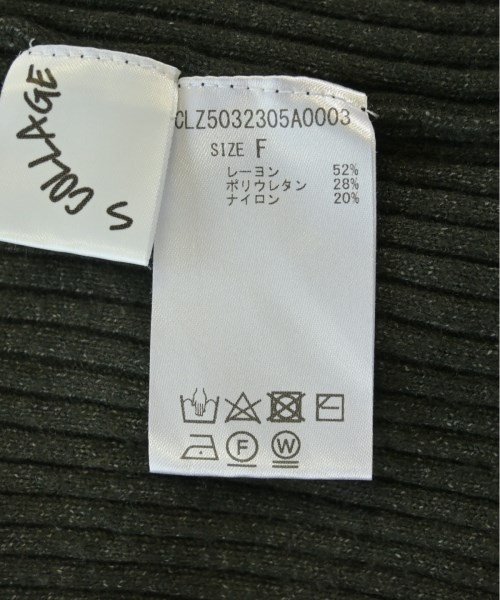 COLLAGE
S
CLZ5032305A0003
SIZE F
レーヨン 52%
ポリウレタン 28%
ナイロン 20%
F
W